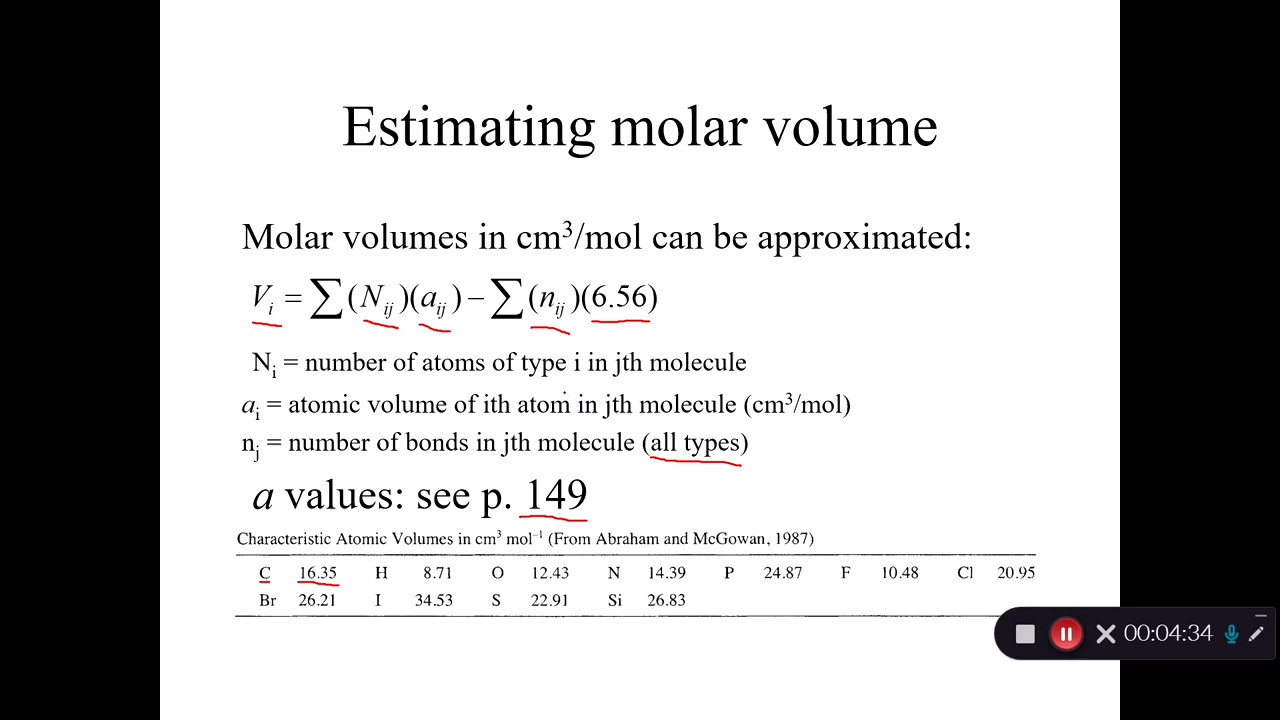 Estimating molar volume
Molar volumes in cm³/mol can be approximated:
Vᵢ = ∑(Nᵢⱼ)(aᵢⱼ) – ∑(nᵢⱼ)(6.56)
Nᵢ = number of atoms of type i in jth molecule
aᵢ = atomic volume of ith atom in jth molecule (cm³/mol)
nⱼ = number of bonds in jth molecule (all types)
a values: see p. 149
Characteristic Atomic Volumes in cm³ mol⁻¹ (From Abraham and McGowan, 1987)
C 16.35 H 8.71 O 12.43 N 14.39 P 24.87 F 10.48 Cl 20.95
Br 26.21 I 34.53 S 22.91 Si 26.83
00:04:34